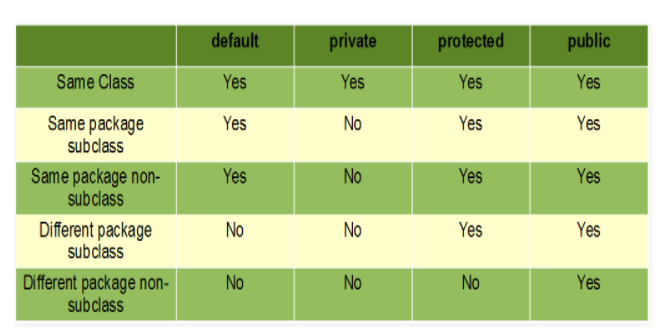 default private protected public
Same Class Yes Yes Yes Yes
Same package
subclass Yes No Yes Yes
Same package non-
subclass Yes No Yes Yes
Different package
subclass No No Yes Yes
Different package non-
subclass No No No Yes